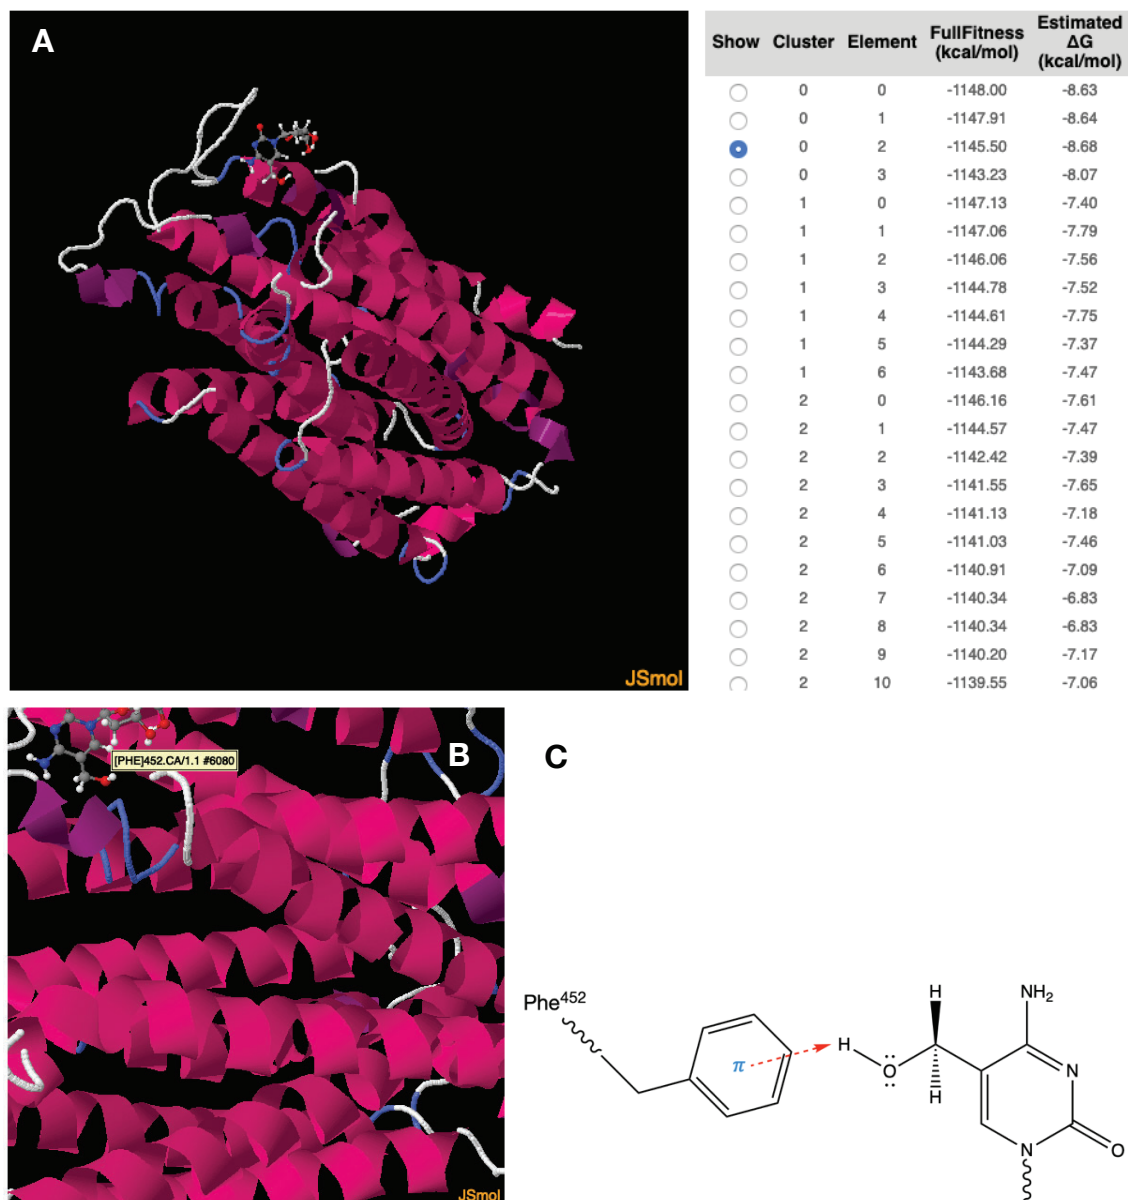 A
JSmol
Show Cluster Element FullFitness (kcal/mol) Estimated ΔG (kcal/mol)
0 0 -1148.00 -8.63
0 1 -1147.91 -8.64
0 2 -1145.50 -8.68
0 3 -1143.23 -8.07
1 0 -1147.13 -7.40
1 1 -1147.06 -7.79
1 2 -1146.06 -7.56
1 3 -1144.78 -7.52
1 4 -1144.61 -7.75
1 5 -1144.29 -7.37
1 6 -1143.68 -7.47
2 0 -1146.16 -7.61
2 1 -1144.57 -7.47
2 2 -1142.42 -7.39
2 3 -1141.55 -7.65
2 4 -1141.13 -7.18
2 5 -1141.03 -7.46
2 6 -1140.91 -7.09
2 7 -1140.34 -6.83
2 8 -1140.34 -6.83
2 9 -1140.20 -7.17
2 10 -1139.55 -7.06
B
[PHE]452.CA/1.1 #6080
JSmol
C
Phe⁴⁵²
π
H
O
H
H
NH₂
N
N
O